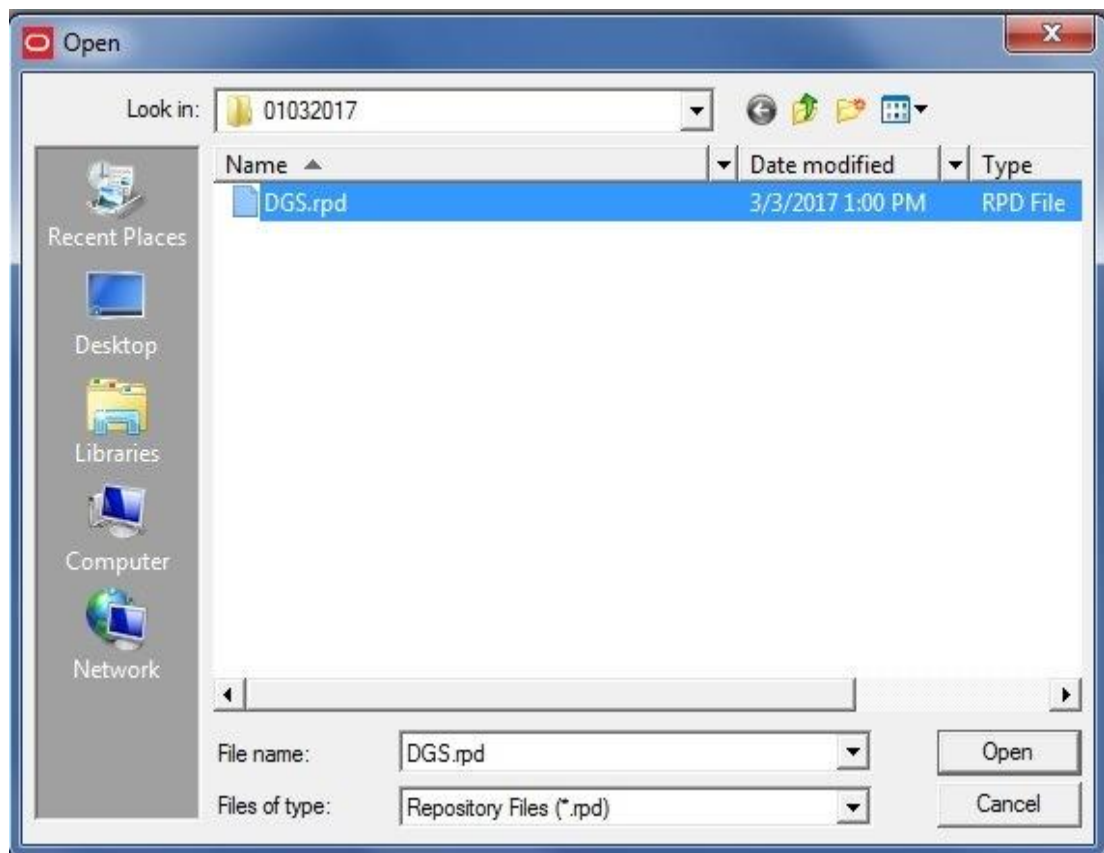 Open
Look in:
01032017
Name
Date modified
Type
DGS.rpd
3/3/2017 1:00 PM
RPD File
Recent Places
Desktop
Libraries
Computer
Network
File name:
DGS.rpd
Open
Files of type:
Repository Files (*.rpd)
Cancel